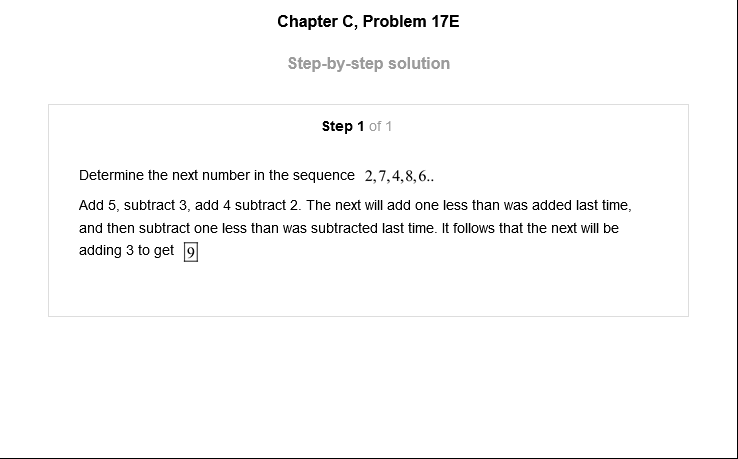 Chapter C, Problem 17E
Step-by-step solution
Step 1 of 1
Determine the next number in the sequence 2,7,4,8,6..
Add 5, subtract 3, add 4 subtract 2. The next will add one less than was added last time,
and then subtract one less than was subtracted last time. It follows that the next will be
adding 3 to get 9